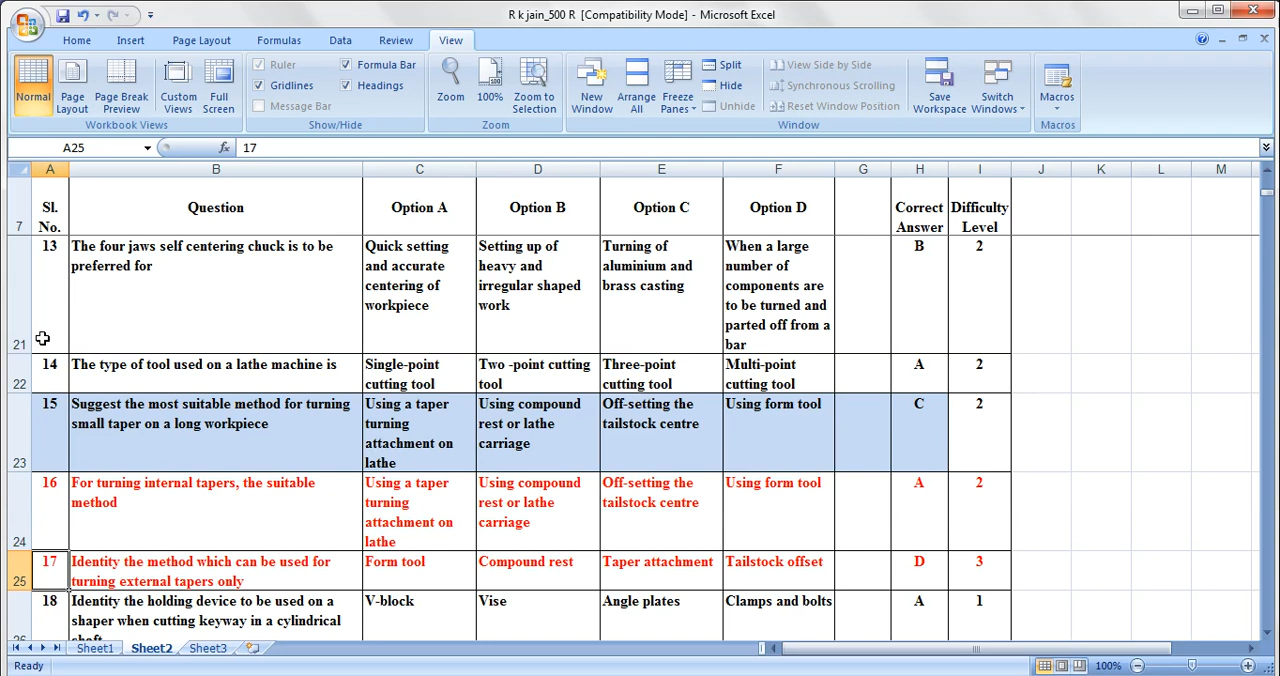 R k jain_500 R [Compatibility Mode] - Microsoft Excel
Home Insert Page Layout Formulas Data Review View
Normal Page Layout Page Break Preview Custom Views Full Screen
Workbook Views
Ruler Formula Bar
Gridlines Headings
Message Bar
Show/Hide
Zoom 100% Zoom to Selection
Zoom
New Window Arrange All Freeze Panes
Split
Hide
Unhide
View Side by Side
Synchronous Scrolling
Reset Window Position
Save Workspace Switch Windows
Window
Macros
Macros
A25 fx 17
A B C D E F G H I J K L M
7 Sl. No. Question Option A Option B Option C Option D Correct Answer Difficulty Level
21 13 The four jaws self centering chuck is to be preferred for Quick setting and accurate centering of workpiece Setting up of heavy and irregular shaped work Turning of aluminium and brass casting When a large number of components are to be turned and parted off from a bar B 2
22 14 The type of tool used on a lathe machine is Single-point cutting tool Two -point cutting tool Three-point cutting tool Multi-point cutting tool A 2
23 15 Suggest the most suitable method for turning small taper on a long workpiece Using a taper turning attachment on lathe Using compound rest or lathe carriage Off-setting the tailstock centre Using form tool C 2
24 16 For turning internal tapers, the suitable method Using a taper turning attachment on lathe Using compound rest or lathe carriage Off-setting the tailstock centre Using form tool A 2
25 17 Identity the method which can be used for turning external tapers only Form tool Compound rest Taper attachment Tailstock offset D 3
18 Identity the holding device to be used on a shaper when cutting keyway in a cylindrical shaft V-block Vise Angle plates Clamps and bolts A 1
Sheet1 Sheet2 Sheet3
Ready 100%